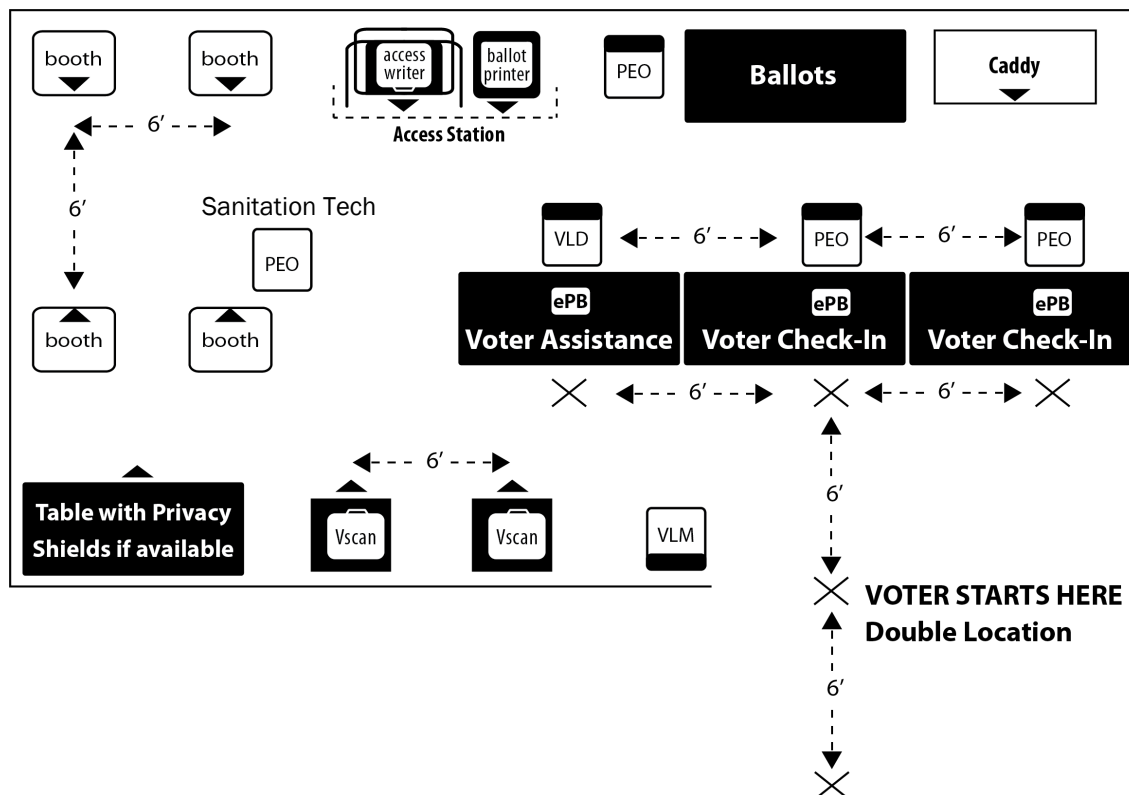 booth
booth
access
writer
ballot
printer
PEO
Ballots
Caddy
Access Station
6′
6′
Sanitation Tech
PEO
VLD
6′
PEO
6′
PEO
booth
booth
ePB
Voter Assistance
ePB
Voter Check-In
ePB
Voter Check-In
6′
6′
6′
Table with Privacy
Shields if available
Vscan
Vscan
VLM
6′
VOTER STARTS HERE
Double Location
6′